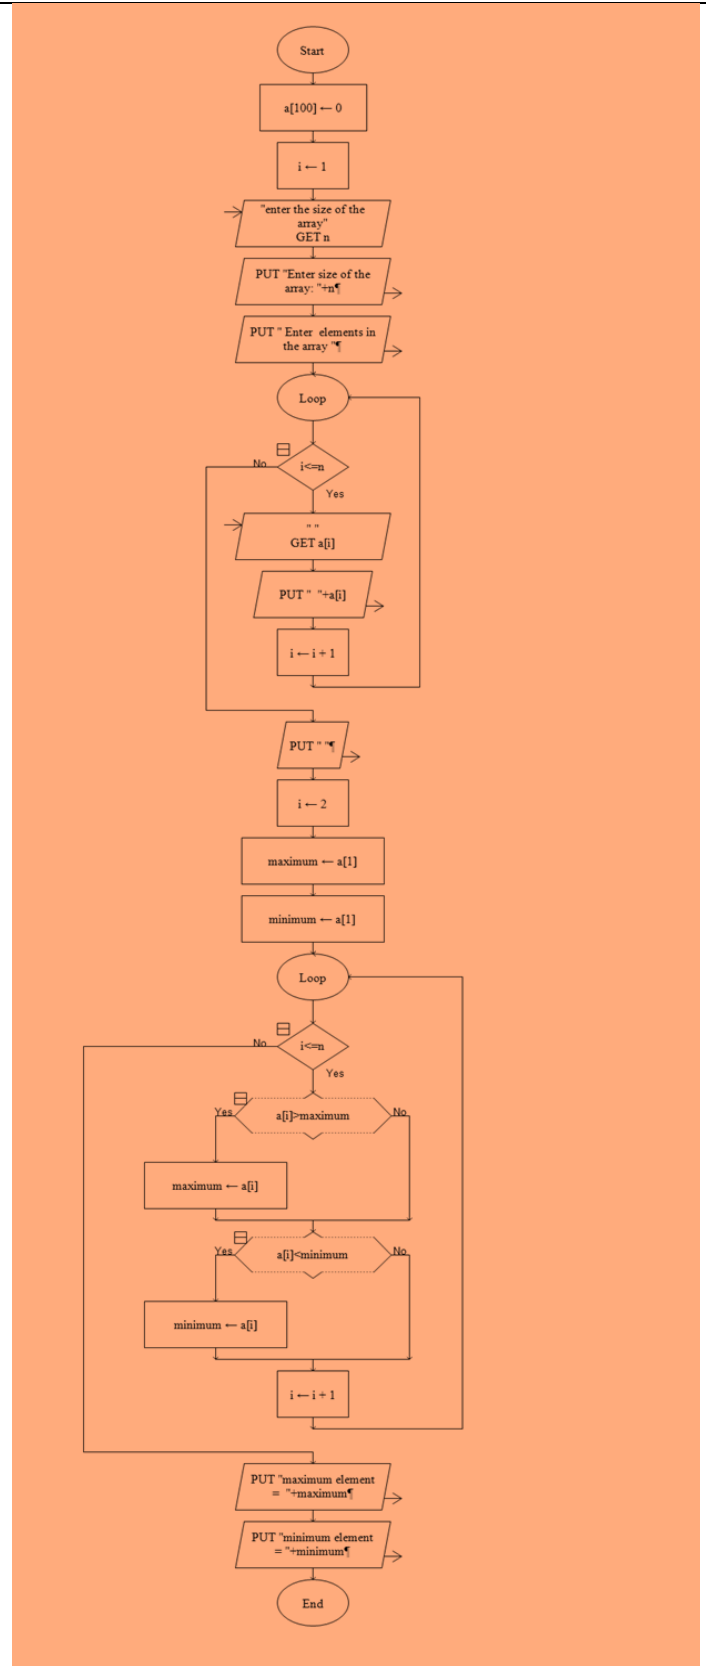 Start
a[100] ← 0
i ← 1
"enter the size of the
array"
GET n
PUT "Enter size of the
array: "+n¶
PUT " Enter  elements in
the array "¶
Loop
No
i<=n
Yes
" "
GET a[i]
PUT "  "+a[i]
i ← i + 1
PUT " "¶
i ← 2
maximum ← a[1]
minimum ← a[1]
Loop
No
i<=n
Yes
Yes
a[i]>maximum
No
maximum ← a[i]
Yes
a[i]<minimum
No
minimum ← a[i]
i ← i + 1
PUT "maximum element
=  "+maximum¶
PUT "minimum element
= "+minimum¶
End